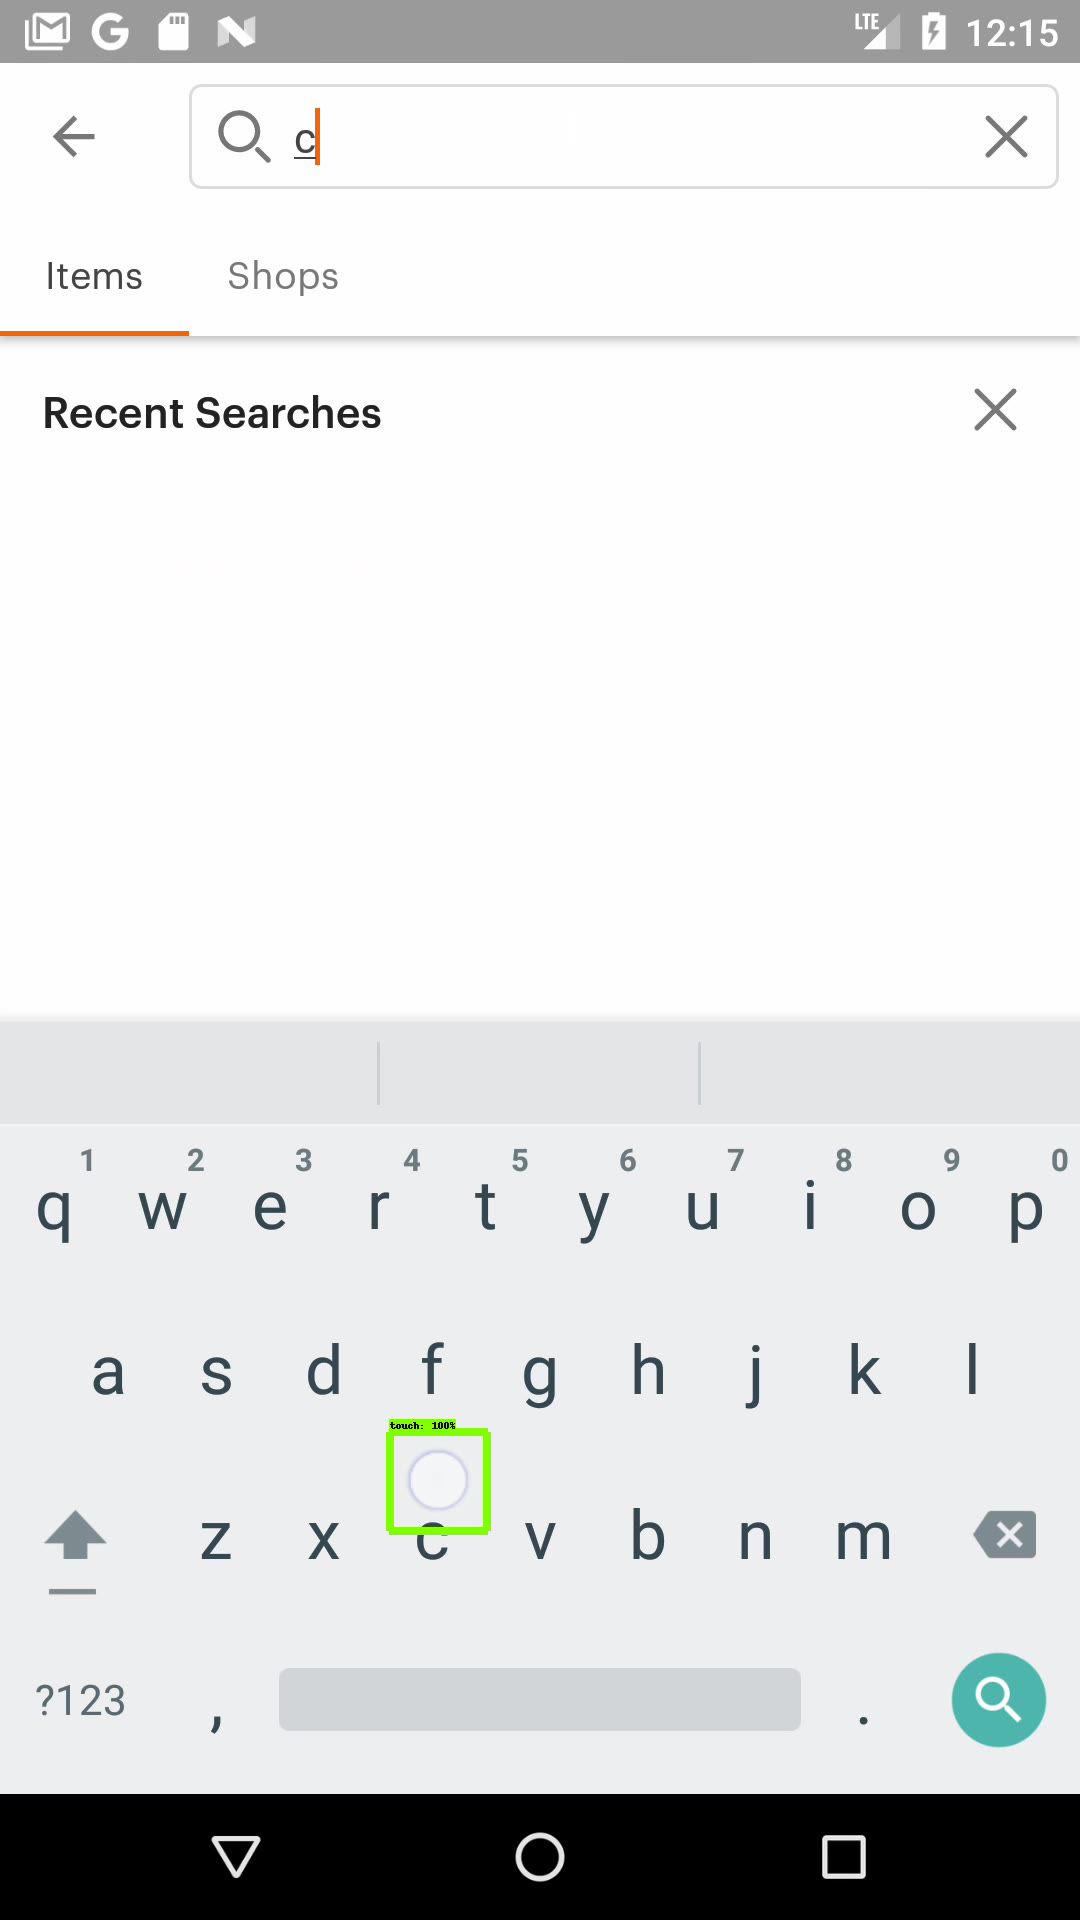 LTE 12:15
c
Items Shops
Recent Searches
1 2 3 4 5 6 7 8 9 0
q w e r t y u i o p
a s d f g h j k l
touch: 100%
z x c v b n m
?123 , .